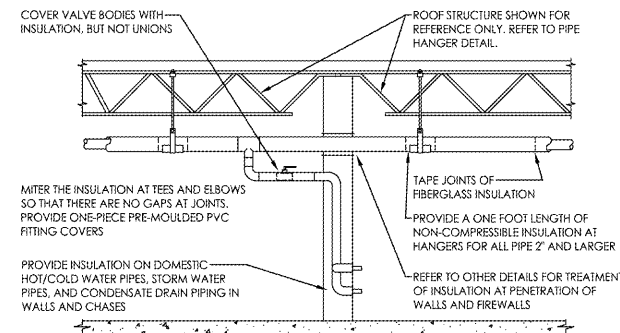 COVER VALVE BODIES WITH
INSULATION, BUT NOT UNIONS
ROOF STRUCTURE SHOWN FOR
REFERENCE ONLY. REFER TO PIPE
HANGER DETAIL.
MITER THE INSULATION AT TEES AND ELBOWS
SO THAT THERE ARE NO GAPS AT JOINTS.
PROVIDE ONE-PIECE PRE-MOULDED PVC
FITTING COVERS
TAPE JOINTS OF
FIBERGLASS INSULATION
PROVIDE A ONE FOOT LENGTH OF
NON-COMPRESSIBLE INSULATION AT
HANGERS FOR ALL PIPE 2" AND LARGER
PROVIDE INSULATION ON DOMESTIC
HOT/COLD WATER PIPES, STORM WATER
PIPES, AND CONDENSATE DRAIN PIPING IN
WALLS AND CHASES
REFER TO OTHER DETAILS FOR TREATMEN
OF INSULATION AT PENETRATION OF
WALLS AND FIREWALLS